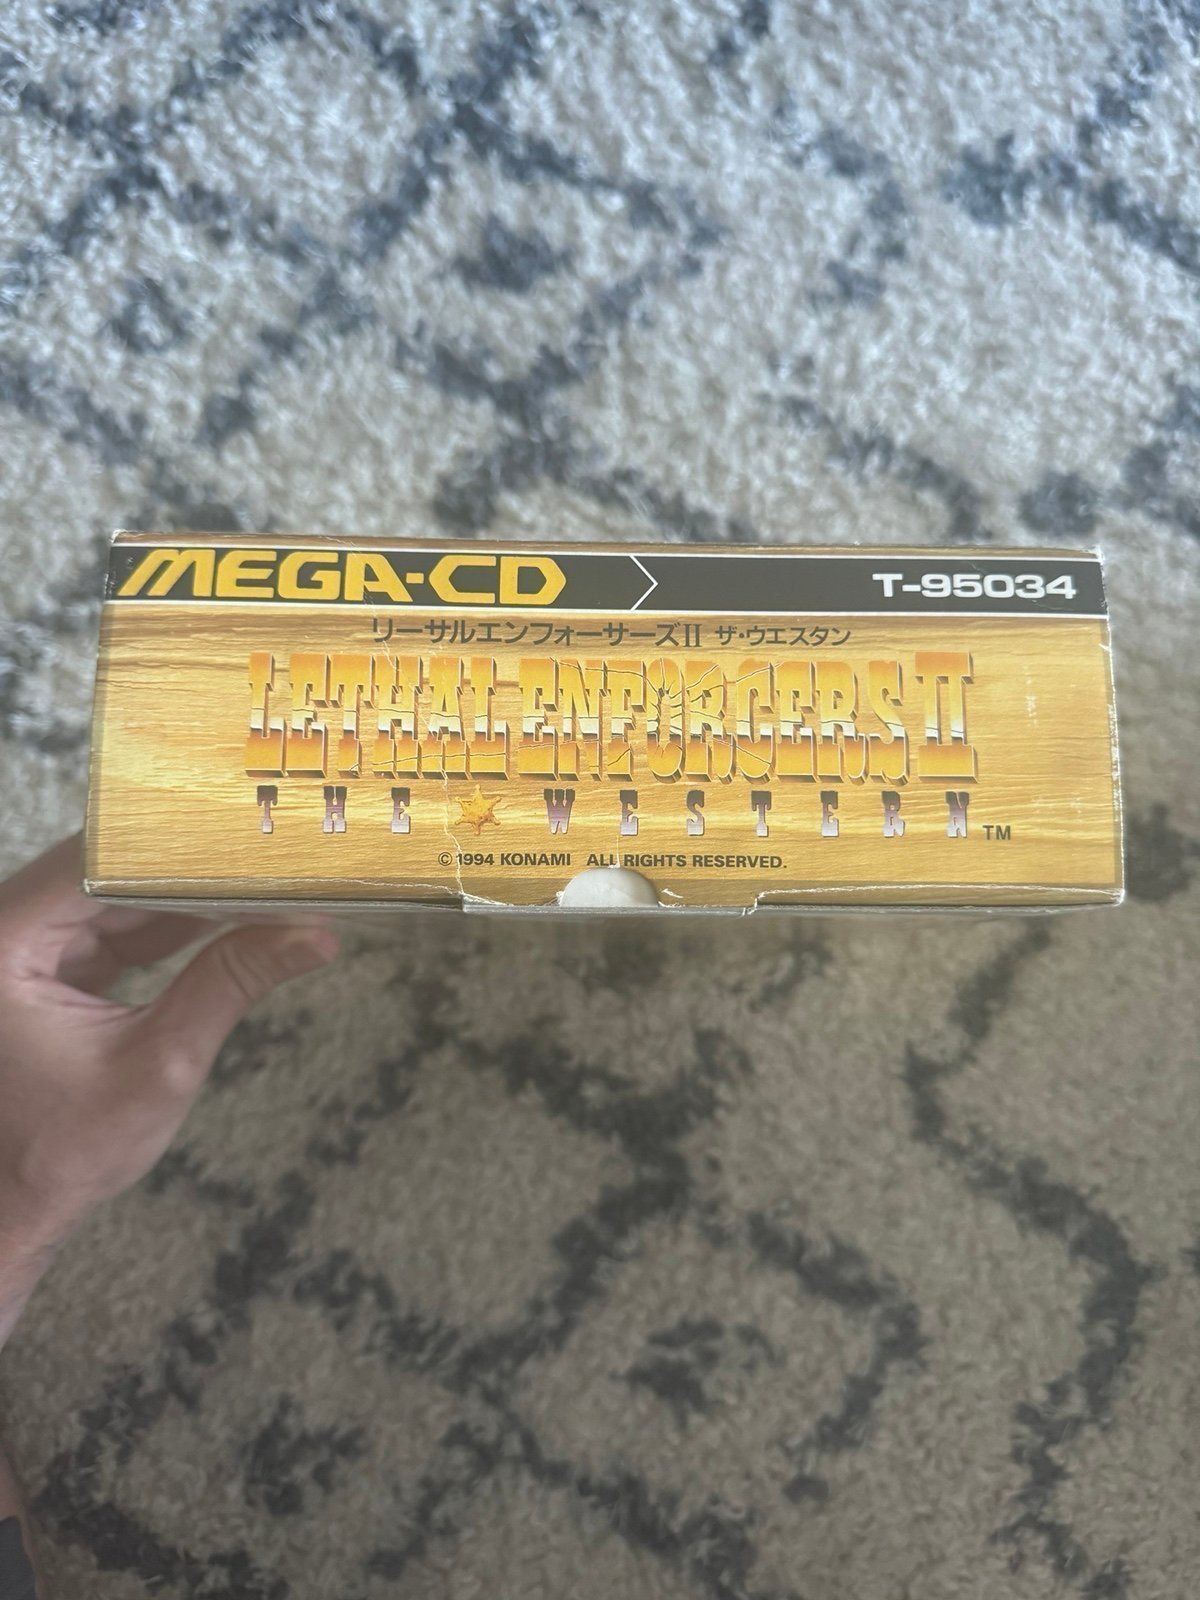 MEGA-CD T-95034
リーサルエンフォーサーズII ザ・ウエスタン
LETHAL ENFORCERS II
THE WESTERN TM
© 1994 KONAMI ALL RIGHTS RESERVED.